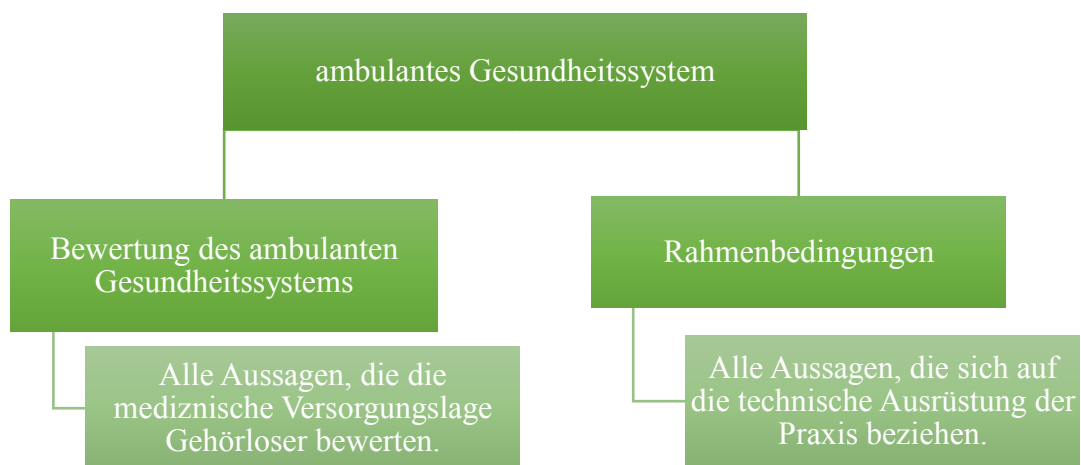 ambulantes Gesundheitssystem
Bewertung des ambulanten
Gesundheitssystems
Alle Aussagen, die die
mediznische Versorgungslage
Gehörloser bewerten.
Rahmenbedingungen
Alle Aussagen, die sich auf
die technische Ausrüstung der
Praxis beziehen.